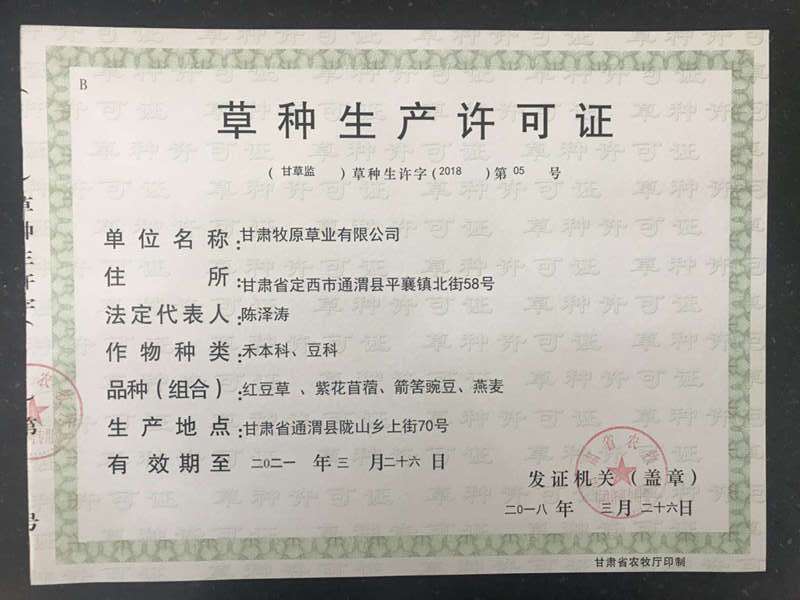 B
草种生产许可证
（甘草监 ）草种生许字（2018 ）第 05 号
单位名称：甘肃牧原草业有限公司
住 所：甘肃省定西市通渭县平襄镇北街58号
法定代表人：陈泽涛
作物种类：禾本科、豆科
品种（组合）：红豆草 、紫花苜蓿、箭筈豌豆、燕麦
生产地点：甘肃省通渭县陇山乡上街70号
有效期至 二0二一 年 三 月二十六 日
发证机关（盖章）
二0一八 年 三 月 二十六 日
甘肃省农牧厅印制